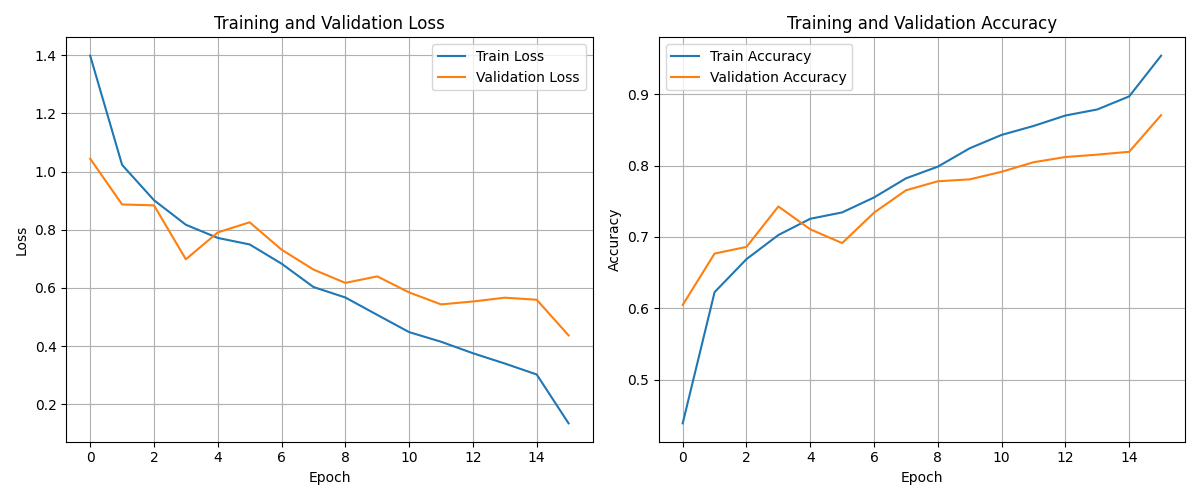 Training and Validation Loss
Train Loss
Validation Loss
1.4
1.2
1.0
0.8
0.6
0.4
0.2
Loss
0 2 4 6 8 10 12 14
Epoch
Training and Validation Accuracy
Train Accuracy
Validation Accuracy
0.9
0.8
0.7
0.6
0.5
Accuracy
0 2 4 6 8 10 12 14
Epoch